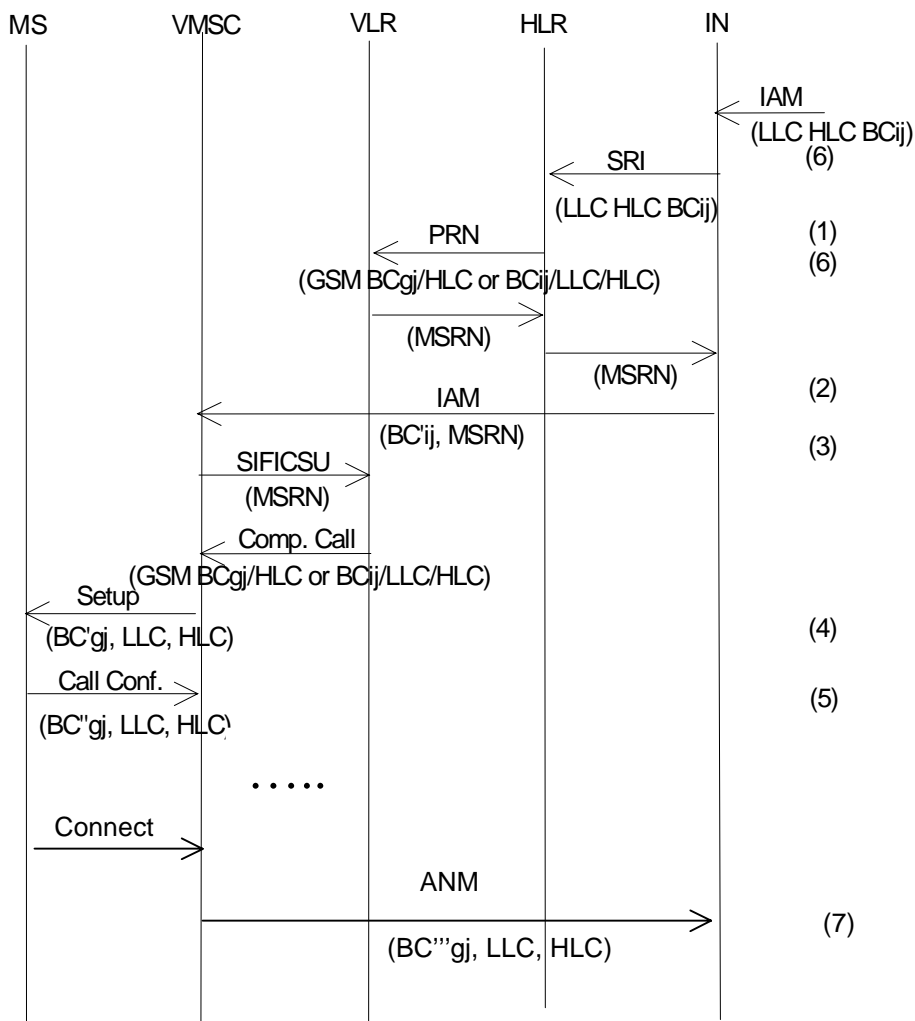 MS VMSC VLR HLR IN
IAM
(LLC HLC BCij)
(6)
SRI
(LLC HLC BCij)
(1)
PRN
(6)
(GSM BCgj/HLC or BCij/LLC/HLC)
(MSRN)
(MSRN)
(2)
IAM
(BC'ij, MSRN)
(3)
SIFICSU
(MSRN)
Comp. Call
(GSM BCgj/HLC or BCij/LLC/HLC)
Setup
(BC'gj, LLC, HLC)
(4)
Call Conf.
(5)
(BC"gj, LLC, HLC)
.....
Connect
ANM
(7)
(BC’’’gj, LLC, HLC)